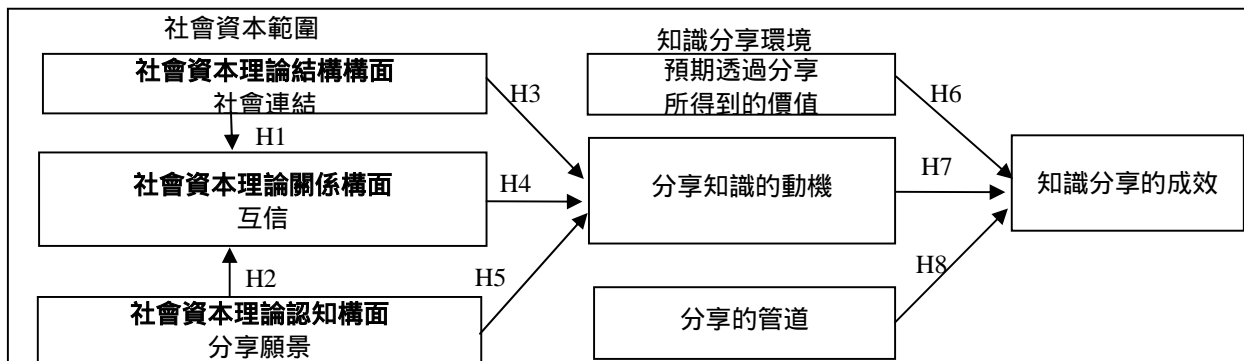 社會資本範圍
知識分享環境
社會資本理論結構構面
社會連結
H3
預期透過分享
所得到的價值
H6
H1
社會資本理論關係構面
互信
H4
分享知識的動機
H7
知識分享的成效
H2
H5
H8
社會資本理論認知構面
分享願景
分享的管道